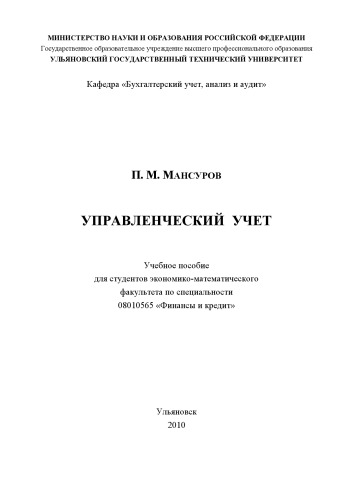 МИНИСТЕРСТВО НАУКИ И ОБРАЗОВАНИЯ РОССИЙСКОЙ ФЕДЕРАЦИИ
Государственное образовательное учреждение высшего профессионального образования
УЛЬЯНОВСКИЙ ГОСУДАРСТВЕННЫЙ ТЕХНИЧЕСКИЙ УНИВЕРСИТЕТ
Кафедра «Бухгалтерский учет, анализ и аудит»
П. М. МАНСУРОВ
УПРАВЛЕНЧЕСКИЙ УЧЕТ
Учебное пособие
для студентов экономико-математического
факультета по специальности
08010565 «Финансы и кредит»
Ульяновск
2010